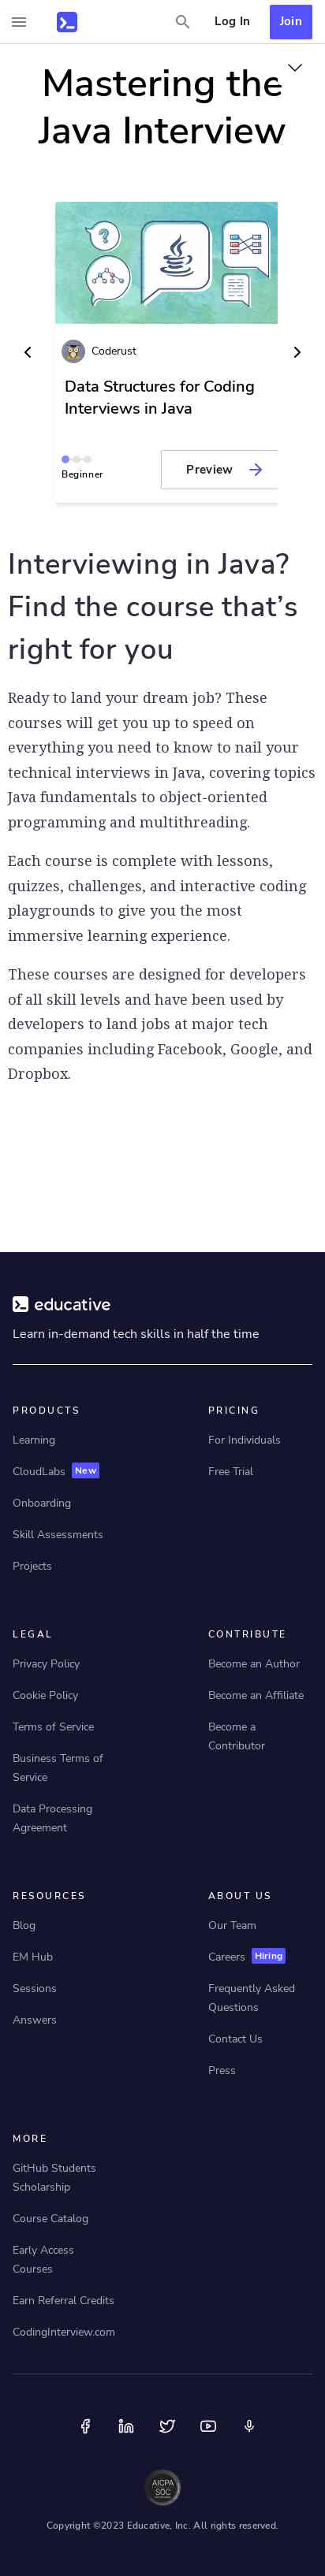 Log In
Join
Mastering the
Java Interview
Coderust
Data Structures for Coding
Interviews in Java
Beginner
Preview
Interviewing in Java?
Find the course that’s
right for you
Ready to land your dream job? These
courses will get you up to speed on
everything you need to know to nail your
technical interviews in Java, covering topics
Java fundamentals to object-oriented
programming and multithreading.
Each course is complete with lessons,
quizzes, challenges, and interactive coding
playgrounds to give you the most
immersive learning experience.
These courses are designed for developers
of all skill levels and have been used by
developers to land jobs at major tech
companies including Facebook, Google, and
Dropbox.
educative
Learn in-demand tech skills in half the time
PRODUCTS
Learning
CloudLabs New
Onboarding
Skill Assessments
Projects
PRICING
For Individuals
Free Trial
LEGAL
Privacy Policy
Cookie Policy
Terms of Service
Business Terms of
Service
Data Processing
Agreement
CONTRIBUTE
Become an Author
Become an Affiliate
Become a
Contributor
RESOURCES
Blog
EM Hub
Sessions
Answers
ABOUT US
Our Team
Careers Hiring
Frequently Asked
Questions
Contact Us
Press
MORE
GitHub Students
Scholarship
Course Catalog
Early Access
Courses
Earn Referral Credits
CodingInterview.com
AICPA
SOC
Copyright ©2023 Educative, Inc. All rights reserved.